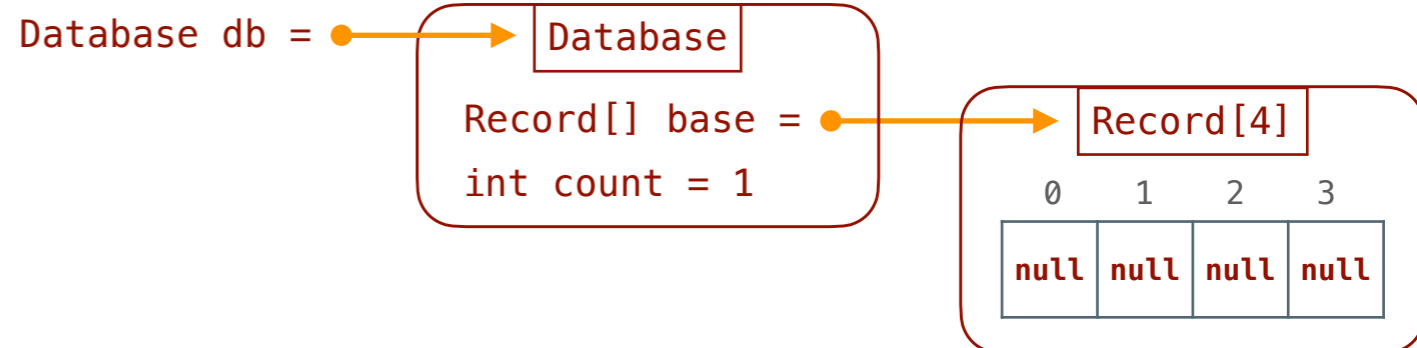 Database db =
Database
Record[] base =
int count = 1
Record[4]
0 1 2 3
null null null null